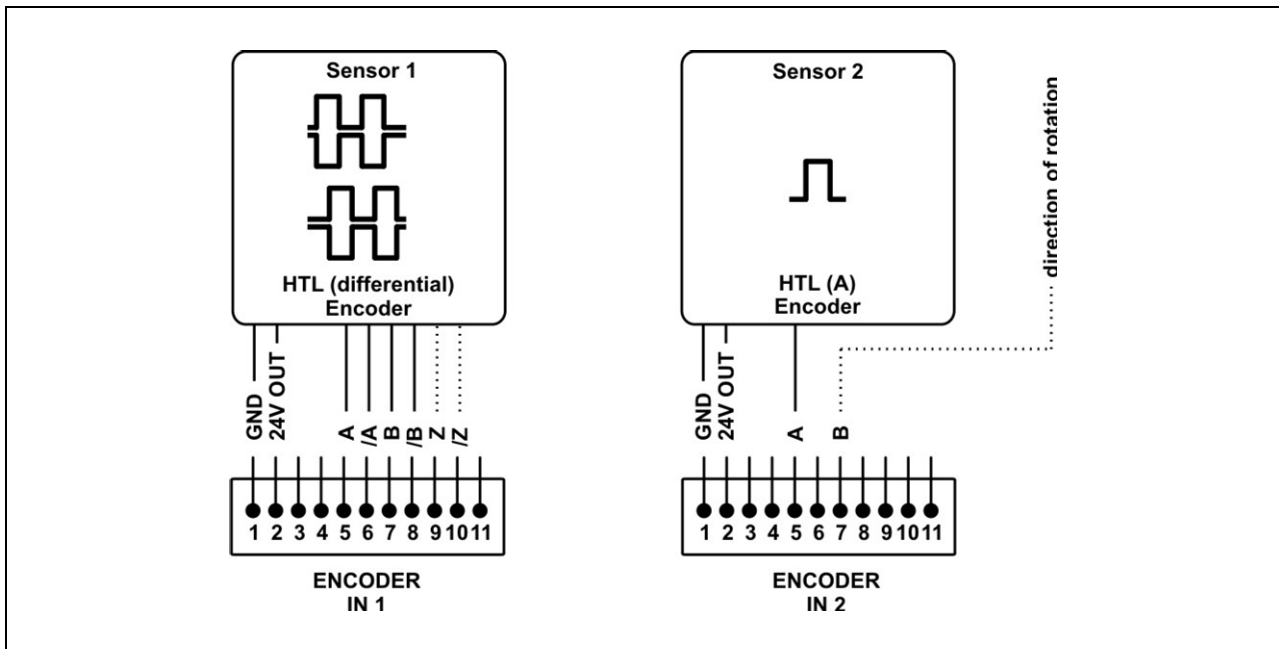 Sensor 1
HTL (differential)
Encoder
GND
24V OUT
A
/A
B
/B
Z
/Z
1 2 3 4 5 6 7 8 9 10 11
ENCODER
IN 1
Sensor 2
HTL (A)
Encoder
direction of rotation
GND
24V OUT
A
B
1 2 3 4 5 6 7 8 9 10 11
ENCODER
IN 2